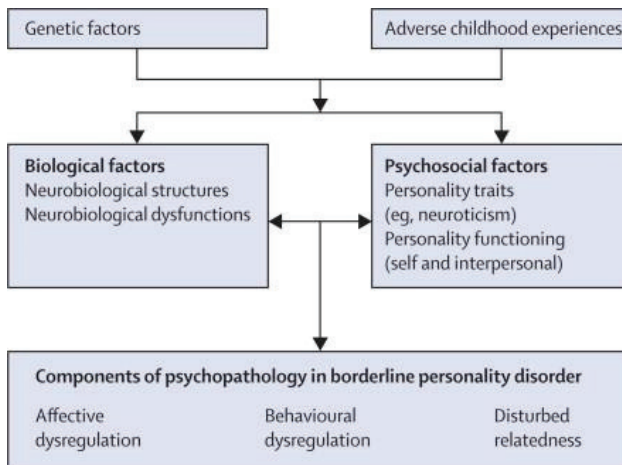 Genetic factors
Adverse childhood experiences
Biological factors
Neurobiological structures
Neurobiological dysfunctions
Psychosocial factors
Personality traits
(eg, neuroticism)
Personality functioning
(self and interpersonal)
Components of psychopathology in borderline personality disorder
Affective
dysregulation
Behavioural
dysregulation
Disturbed
relatedness